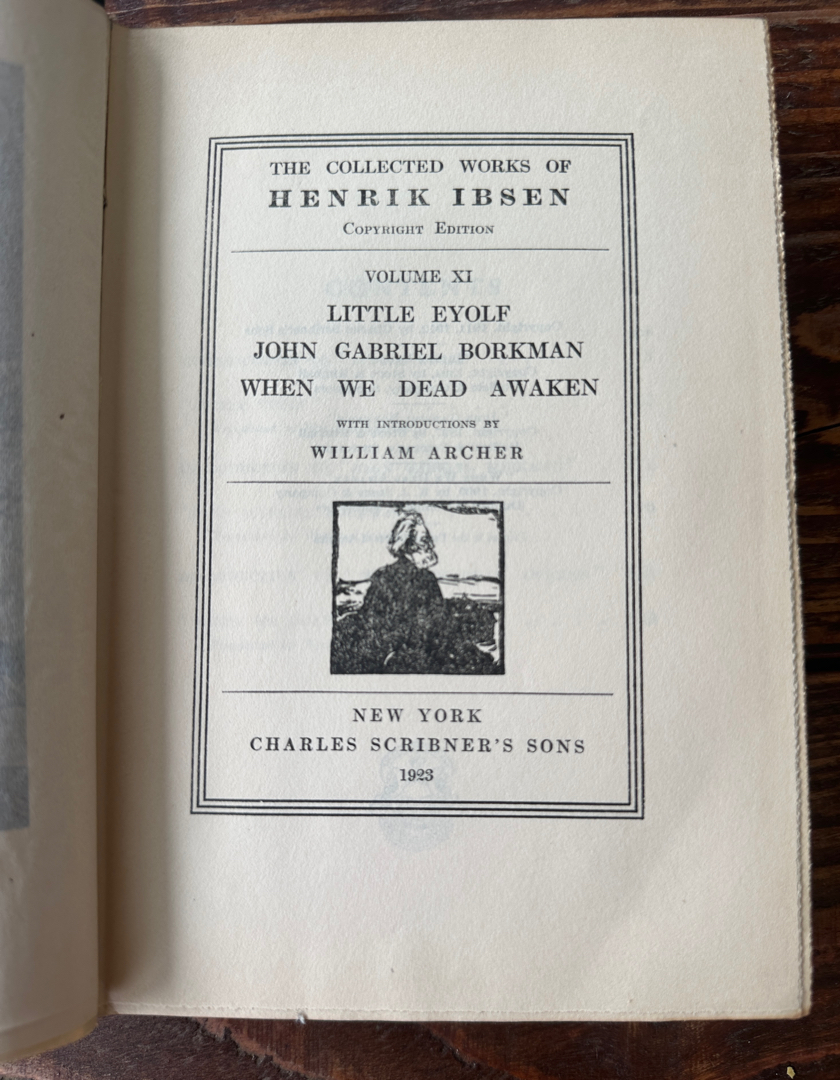 THE COLLECTED WORKS OF
HENRIK IBSEN
COPYRIGHT EDITION
VOLUME XI
LITTLE EYOLF
JOHN GABRIEL BORKMAN
WHEN WE DEAD AWAKEN
WITH INTRODUCTIONS BY
WILLIAM ARCHER
NEW YORK
CHARLES SCRIBNER'S SONS
1923